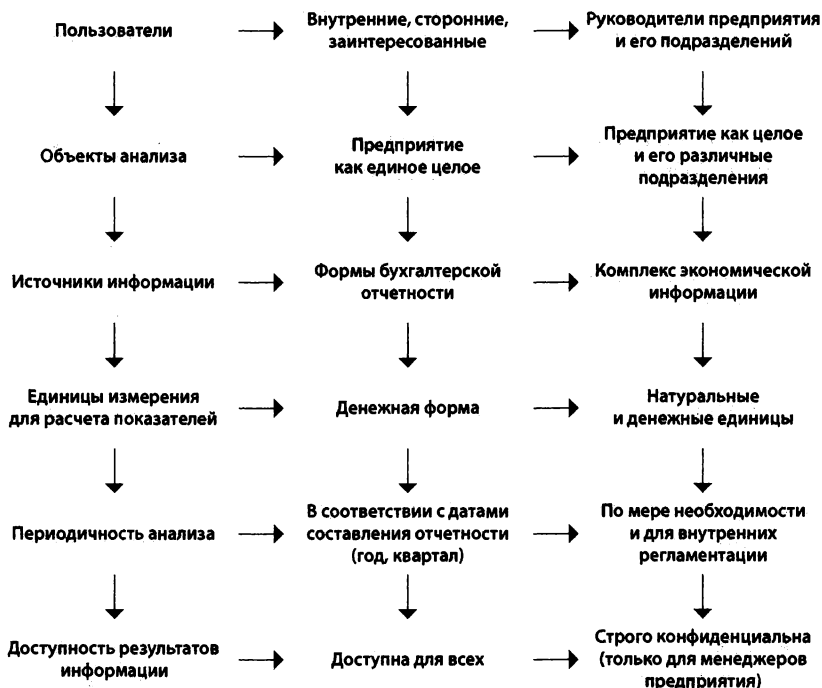 Пользователи
Внутренние, сторонние,
заинтересованные
Руководители предприятия
и его подразделений
Объекты анализа
Предприятие
как единое целое
Предприятие как целое
и его различные
подразделения
Источники информации
Формы бухгалтерской
отчетности
Комплекс экономической
информации
Единицы измерения
для расчета показателей
Денежная форма
Натуральные
и денежные единицы
Периодичность анализа
В соответствии с датами
составления отчетности
(год, квартал)
По мере необходимости
и для внутренних
регламентации
Доступность результатов
информации
Доступна для всех
Строго конфиденциальна
(только для менеджеров
предприятия)